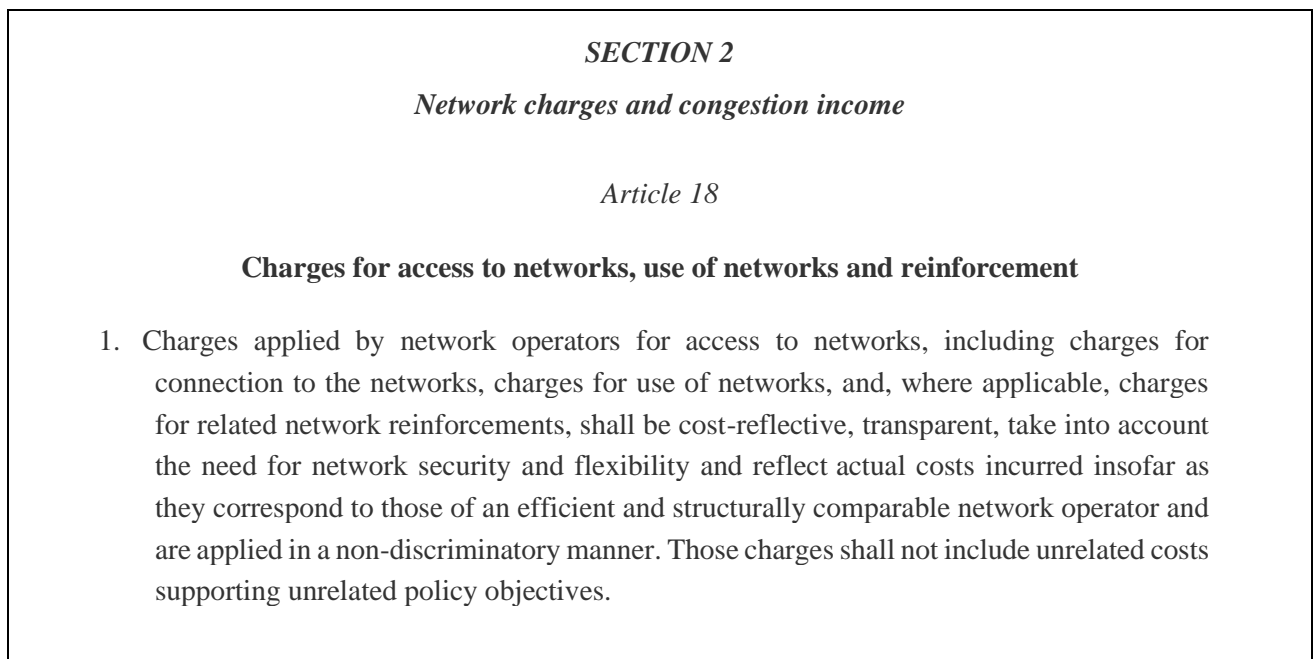 SECTION 2
Network charges and congestion income
Article 18
Charges for access to networks, use of networks and reinforcement
1. Charges applied by network operators for access to networks, including charges for
connection to the networks, charges for use of networks, and, where applicable, charges
for related network reinforcements, shall be cost-reflective, transparent, take into account
the need for network security and flexibility and reflect actual costs incurred insofar as
they correspond to those of an efficient and structurally comparable network operator and
are applied in a non-discriminatory manner. Those charges shall not include unrelated costs
supporting unrelated policy objectives.